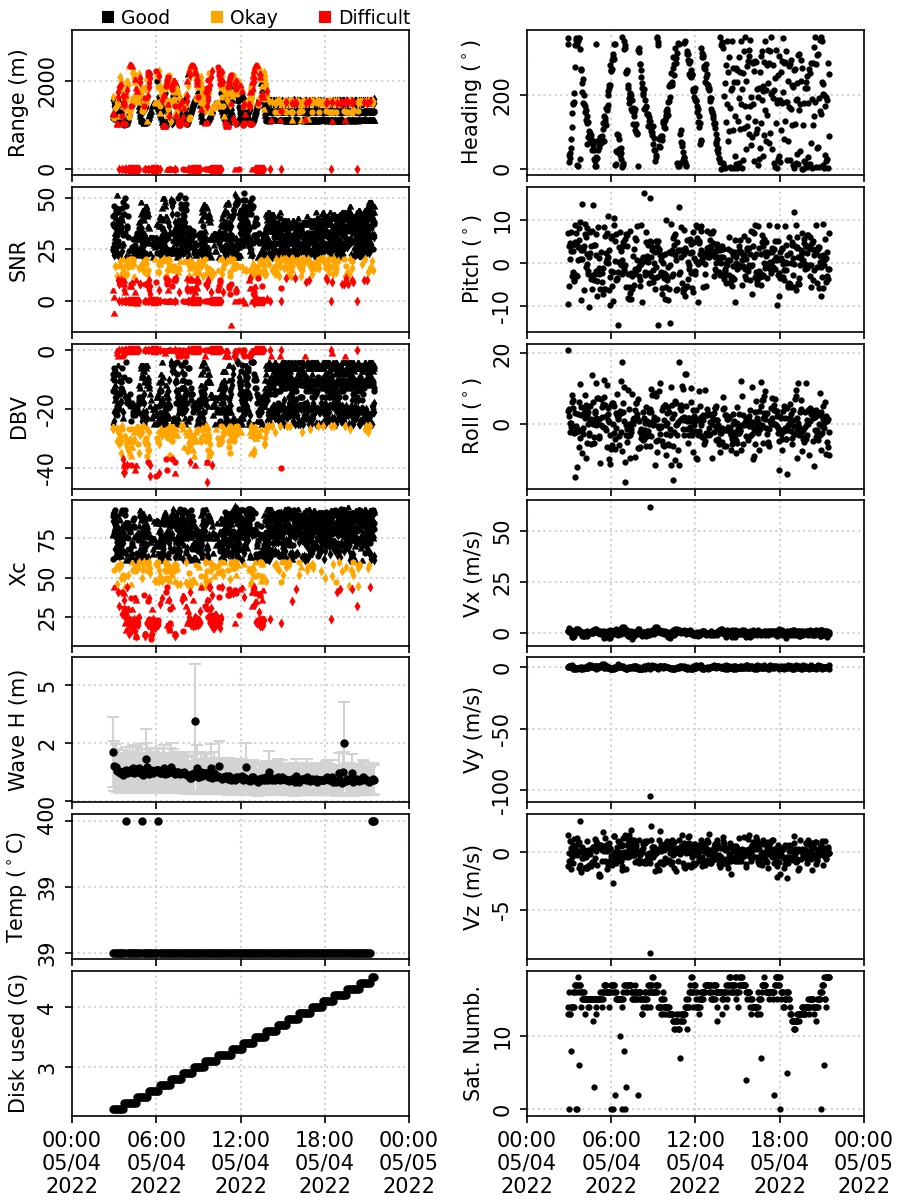 Good Okay Difficult
Range (m)
2000
0
Heading (°)
200
0
SNR
50
25
0
Pitch (°)
10
0
-10
DBV
0
-20
-40
Roll (°)
20
0
Xc
75
50
25
Vx (m/s)
50
25
0
Wave H (m)
5
2
0
Vy (m/s)
0
-50
-100
Temp (°C)
400
39
39
Vz (m/s)
0
-5
Disk used (G)
4
3
Sat. Numb.
10
0
00:00 06:00 12:00 18:00 00:00
05/04 05/04 05/04 05/04 05/05
2022 2022 2022 2022 2022
00:00 06:00 12:00 18:00 00:00
05/04 05/04 05/04 05/04 05/05
2022 2022 2022 2022 2022